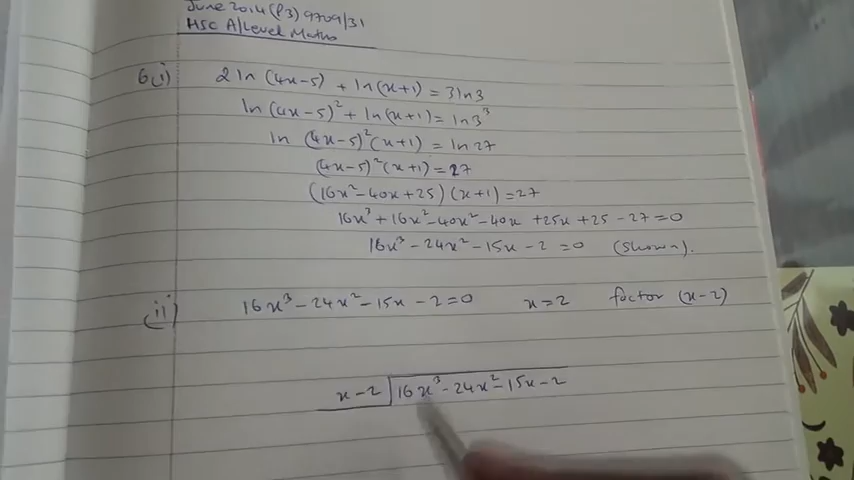 June 2014 (P3) 9709/31
HSC A/Level Maths
6(i) 2ln(4x-5) + ln(x+1) = 3ln3
ln(4x-5)² + ln(x+1) = ln3³
ln (4x-5)²(x+1) = ln27
(4x-5)²(x+1) = 27
(16x²-40x+25)(x+1) = 27
16x³+16x²-40x²-40x+25x+25-27=0
16x³-24x²-15x-2=0 (shown).
(ii) 16x³-24x²-15x-2=0 x=2 factor (x-2)
x-2 16x³-24x²-15x-2